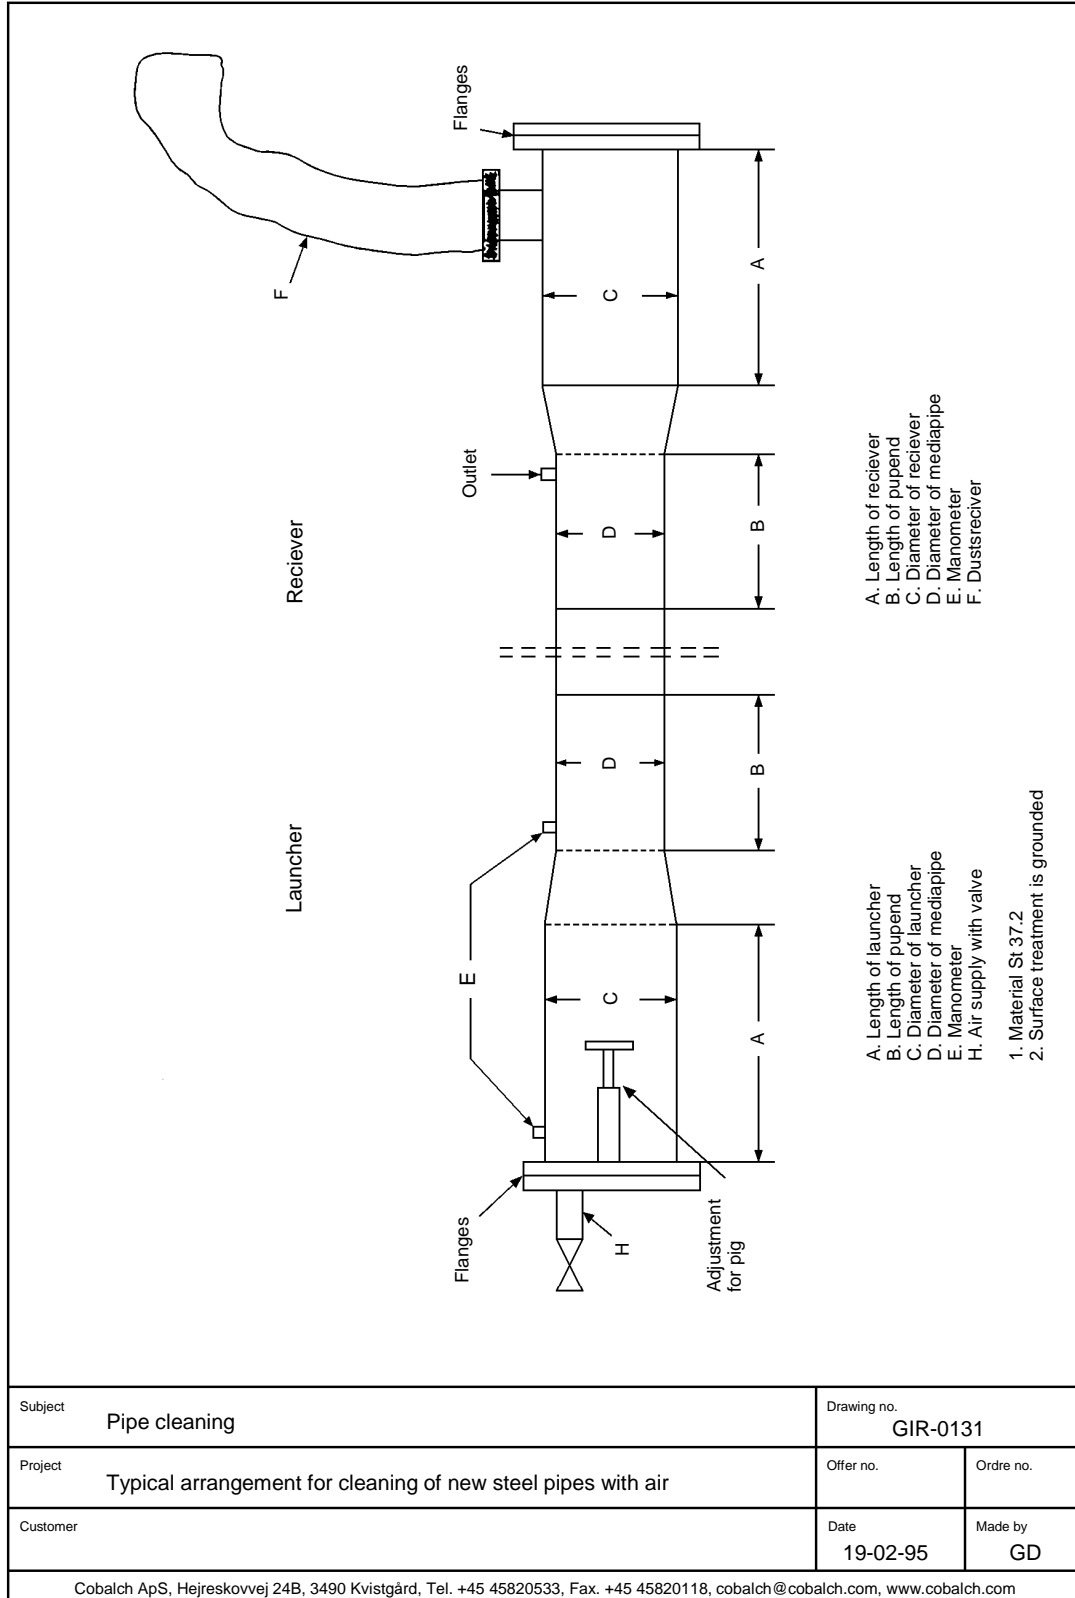 Launcher
Reciever
Flanges
H
Adjustment
for pig
E
A
C
B
D
D
B
Outlet
C
A
F
Flanges
A. Length of launcher
B. Length of pupend
C. Diameter of launcher
D. Diameter of mediapipe
E. Manometer
H. Air supply with valve
1. Material St 37.2
2. Surface treatment is grounded
A. Length of reciever
B. Length of pupend
C. Diameter of reciever
D. Diameter of mediapipe
E. Manometer
F. Dustsreciver
Subject
Pipe cleaning
Drawing no.
GIR-0131
Project
Typical arrangement for cleaning of new steel pipes with air
Offer no.
Ordre no.
Customer
Date
19-02-95
Made by
GD
Cobalch ApS, Hejreskovvej 24B, 3490 Kvistgård, Tel. +45 45820533, Fax. +45 45820118, cobalch@cobalch.com, www.cobalch.com